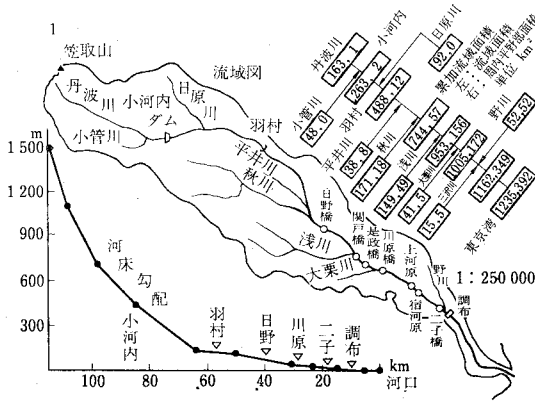 1
笠取山
丹波川
小河内ダム
日原川
小菅川
流域図
羽村
平井川
秋川
日野橋
浅川
大栗川
関戸橋
是政橋
川原橋
上河原
宿河原
野川
二子橋
調布
1:250 000
丹波川
163, 1
小河内
263, 2
日原川
92.0
小菅川
48.0
羽村
488, 12
平井川
38, 8
秋川
171, 18
744, 57
浅川
149, 49
大栗川
41, 5
953, 156
三沢川
15, 5
1005, 172
野川
52, 52
1162, 349
東京湾
1235, 392
累加流域面積
左:流域面積
右:圏内平野部面積
単位 km²
m
1 500
1 200
900
600
300
河床勾配
小河内
羽村
日野
川原
二子
調布
100 80 60 40 20 km
河口